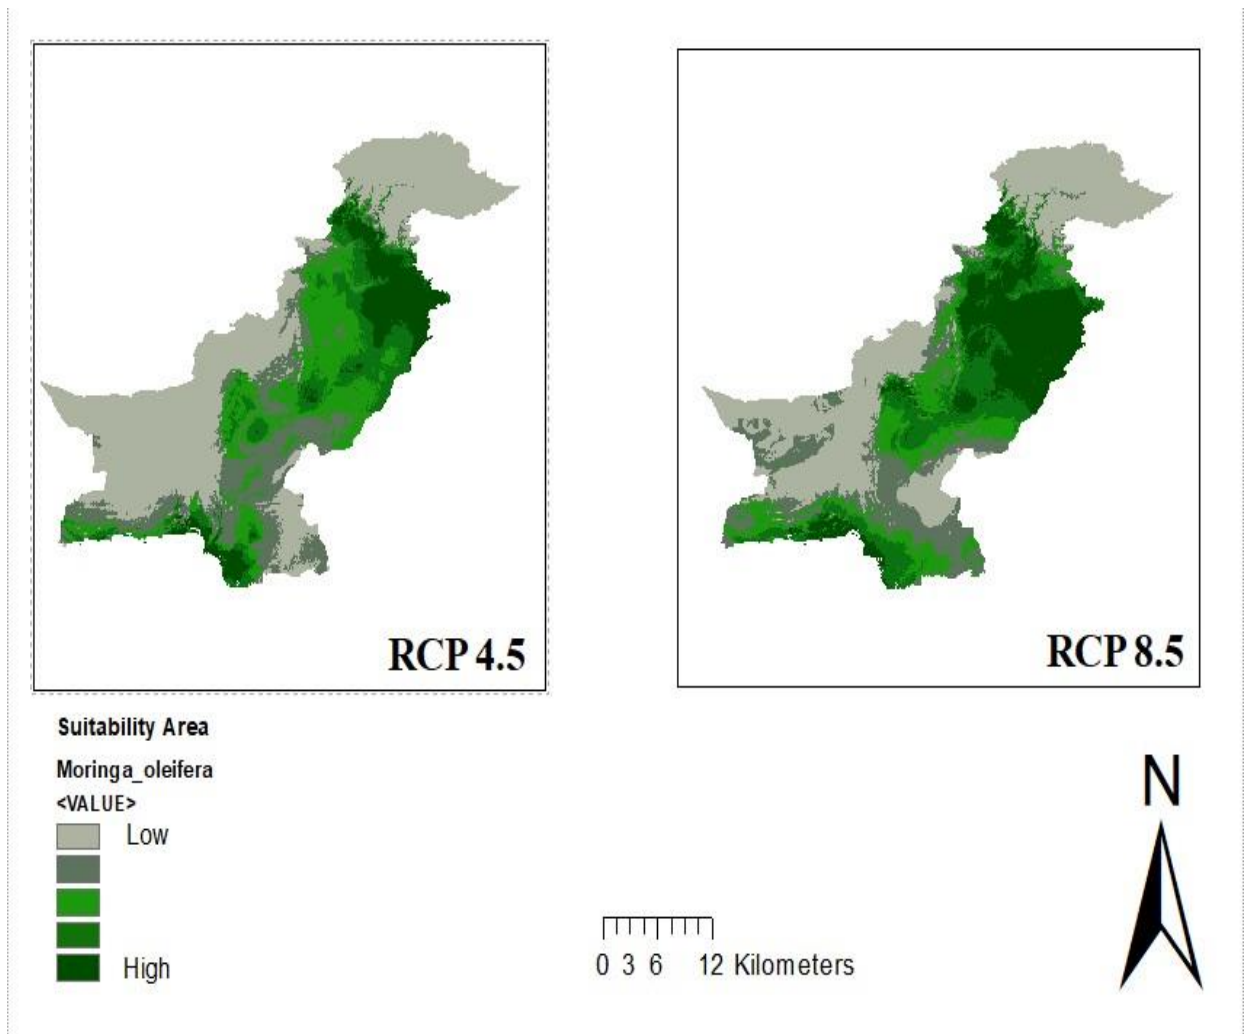 RCP 4.5
RCP 8.5
Suitability Area
Moringa_oleifera
<VALUE>
Low
High
N
0 3 6 12 Kilometers